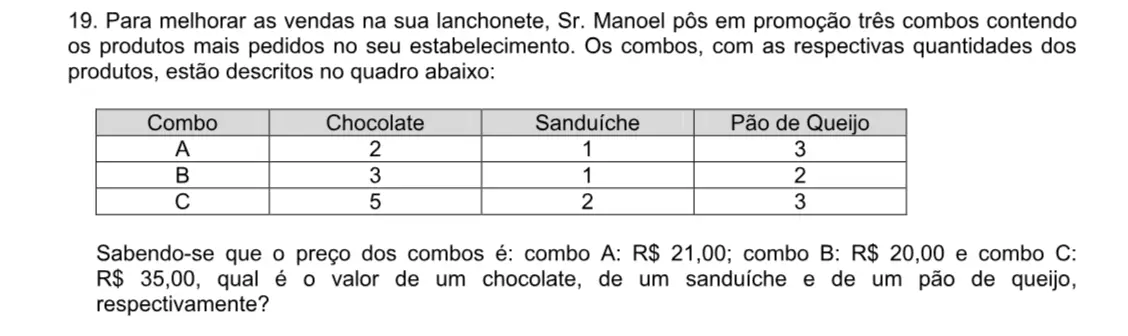 19. Para melhorar as vendas na sua lanchonete, Sr. Manoel pôs em promoção três combos contendo
os produtos mais pedidos no seu estabelecimento. Os combos, com as respectivas quantidades dos
produtos, estão descritos no quadro abaixo:
Combo Chocolate Sanduíche Pão de Queijo
A 2 1 3
B 3 1 2
C 5 2 3
Sabendo-se que o preço dos combos é: combo A: R$ 21,00; combo B: R$ 20,00 e combo C:
R$ 35,00, qual é o valor de um chocolate, de um sanduíche e de um pão de queijo,
respectivamente?